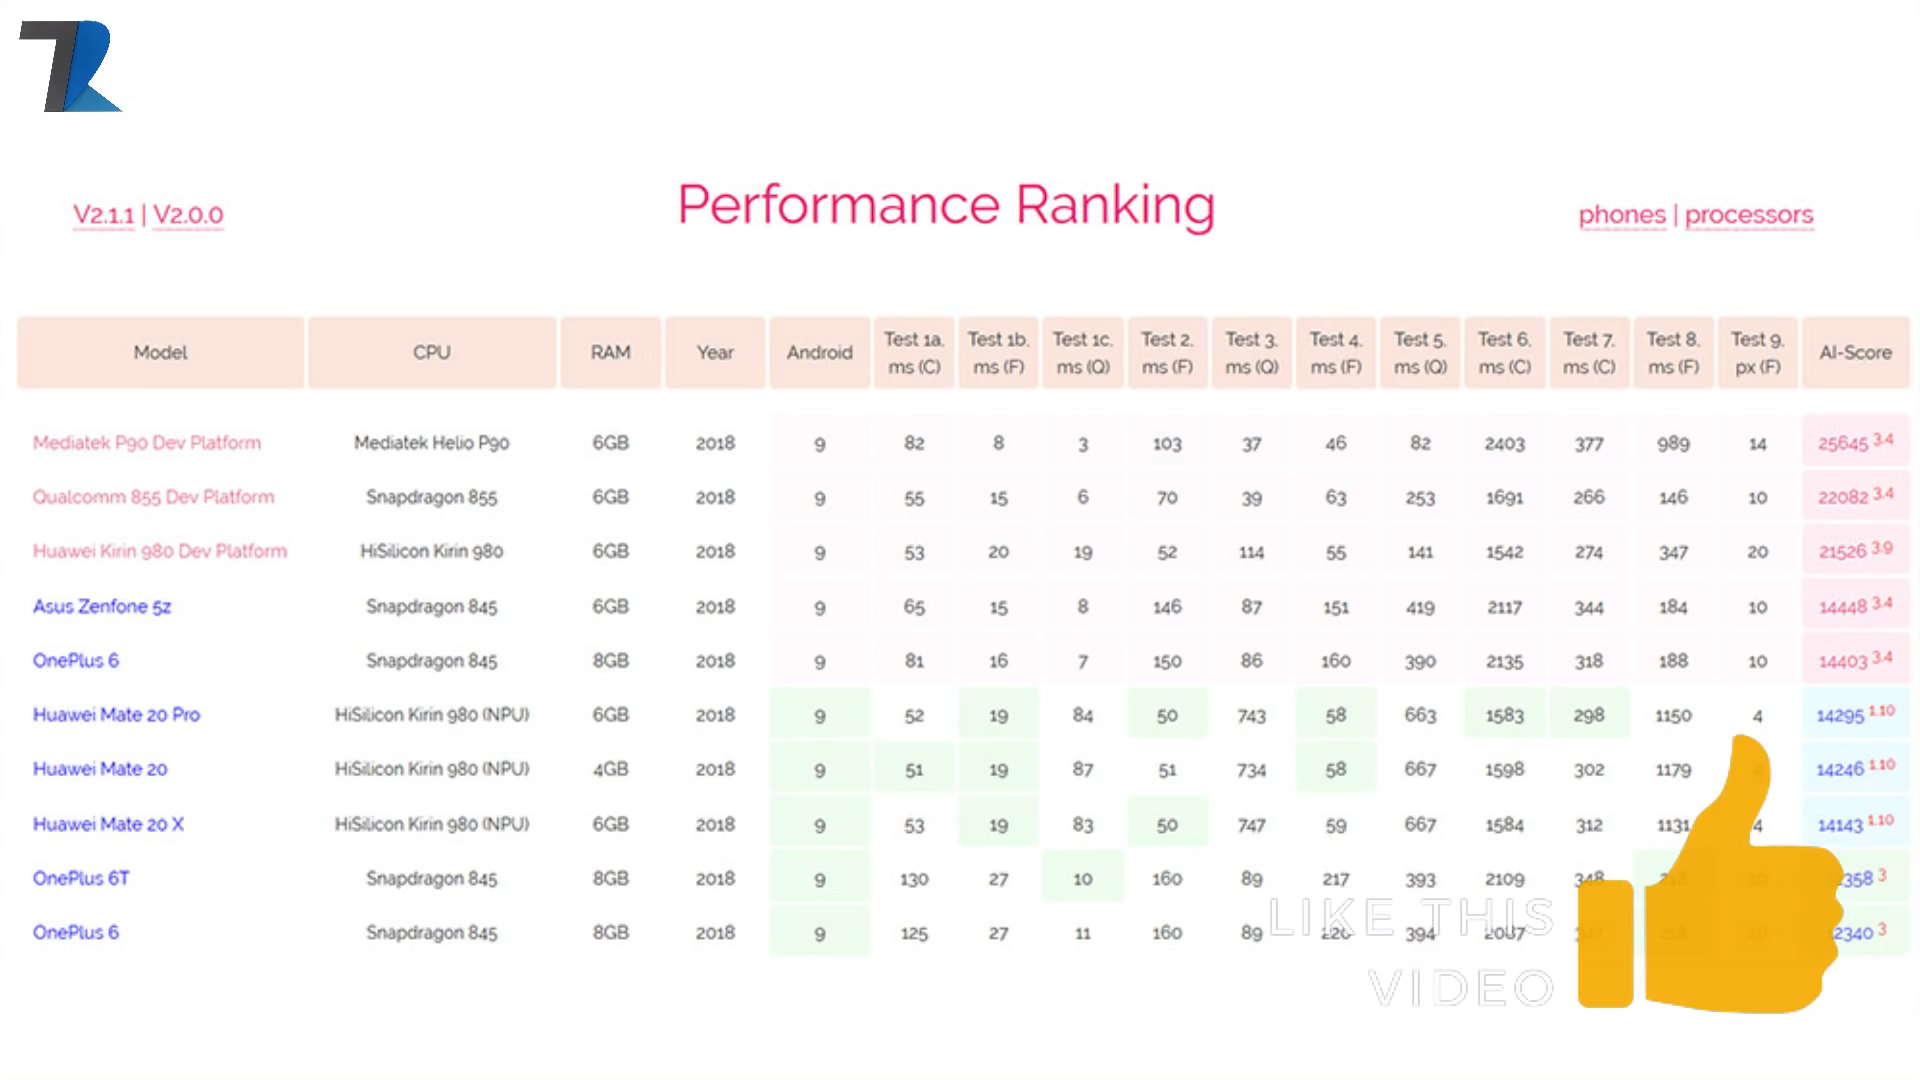 V2.1.1 | V2.0.0
Performance Ranking
phones | processors
Model CPU RAM Year Android Test 1a. ms (C) Test 1b. ms (F) Test 1c. ms (Q) Test 2. ms (F) Test 3. ms (Q) Test 4. ms (F) Test 5. ms (Q) Test 6. ms (C) Test 7. ms (C) Test 8. ms (F) Test 9. px (F) AI-Score
Mediatek P90 Dev Platform Mediatek Helio P90 6GB 2018 9 82 8 3 103 37 46 82 2403 377 989 14 25645 3.4
Qualcomm 855 Dev Platform Snapdragon 855 6GB 2018 9 55 15 6 70 39 63 253 1691 266 146 10 22082 3.4
Huawei Kirin 980 Dev Platform HiSilicon Kirin 980 6GB 2018 9 53 20 19 52 114 55 141 1542 274 347 20 21526 3.9
Asus Zenfone 5z Snapdragon 845 6GB 2018 9 65 15 8 146 87 151 419 2117 344 184 10 14448 3.4
OnePlus 6 Snapdragon 845 8GB 2018 9 81 16 7 150 86 160 390 2135 318 188 10 14403 3.4
Huawei Mate 20 Pro HiSilicon Kirin 980 (NPU) 6GB 2018 9 52 19 84 50 743 58 663 1583 298 1150 4 14295 1.10
Huawei Mate 20 HiSilicon Kirin 980 (NPU) 4GB 2018 9 51 19 87 51 734 58 667 1598 302 1179 14246 1.10
Huawei Mate 20 X HiSilicon Kirin 980 (NPU) 6GB 2018 9 53 19 83 50 747 59 667 1584 312 1131 4 14143 1.10
OnePlus 6T Snapdragon 845 8GB 2018 9 130 27 10 160 89 217 393 2109 348 3
OnePlus 6 Snapdragon 845 8GB 2018 9 125 27 11 160 89 394 3
LIKE THIS
VIDEO